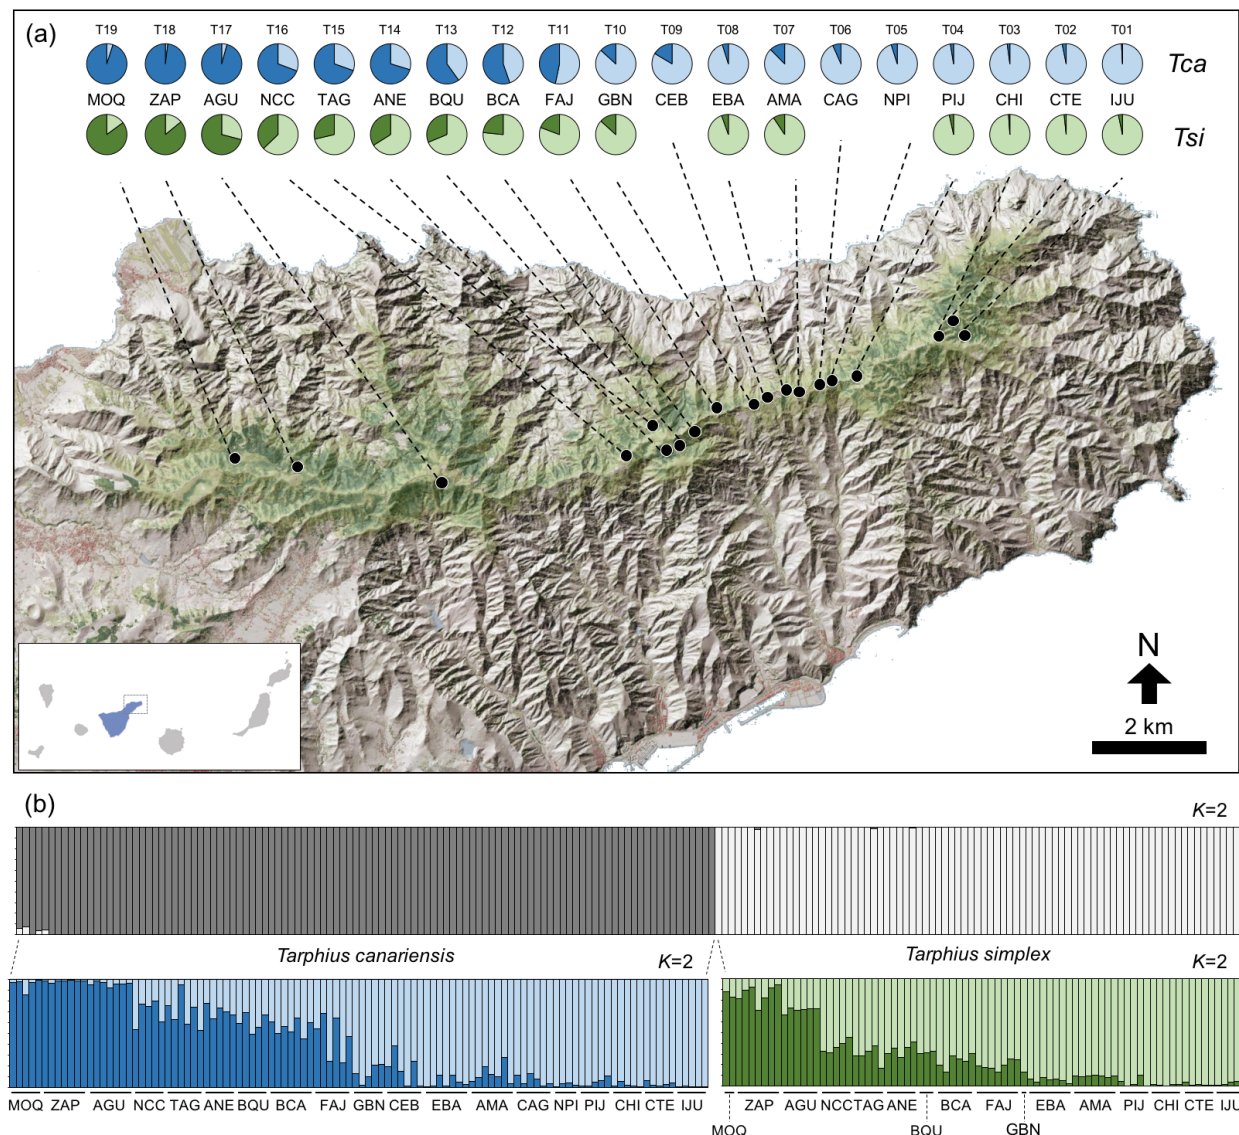 (a)
T19 T18 T17 T16 T15 T14 T13 T12 T11 T10 T09 T08 T07 T06 T05 T04 T03 T02 T01
Tca
MOQ ZAP AGU NCC TAG ANE BQU BCA FAJ GBN CEB EBA AMA CAG NPI PIJ CHI CTE IJU
Tsi
N
2 km
(b)
K=2
Tarphius canariensis
K=2
Tarphius simplex
K=2
MOQ ZAP AGU NCC TAG ANE BQU BCA FAJ GBN CEB EBA AMA CAG NPI PIJ CHI CTE IJU
ZAP AGU NCC TAG ANE BCA FAJ EBA AMA PIJ CHI CTE IJU
MOQ BQU GBN